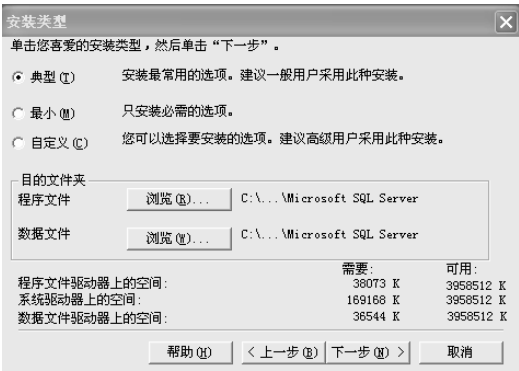 安装类型
单击您喜爱的安装类型，然后单击“下一步”。
典型(T) 安装最常用的选项。建议一般用户采用此种安装。
最小(M) 只安装必需的选项。
自定义(C) 您可以选择要安装的选项。建议高级用户采用此种安装。
目的文件夹
程序文件 浏览(R)... C:\...\Microsoft SQL Server
数据文件 浏览(W)... C:\...\Microsoft SQL Server
需要: 可用:
程序文件驱动器上的空间: 38073 K 3958512 K
系统驱动器上的空间: 169168 K 3958512 K
数据文件驱动器上的空间: 36544 K 3958512 K
帮助(H) < 上一步(B) 下一步(N) > 取消